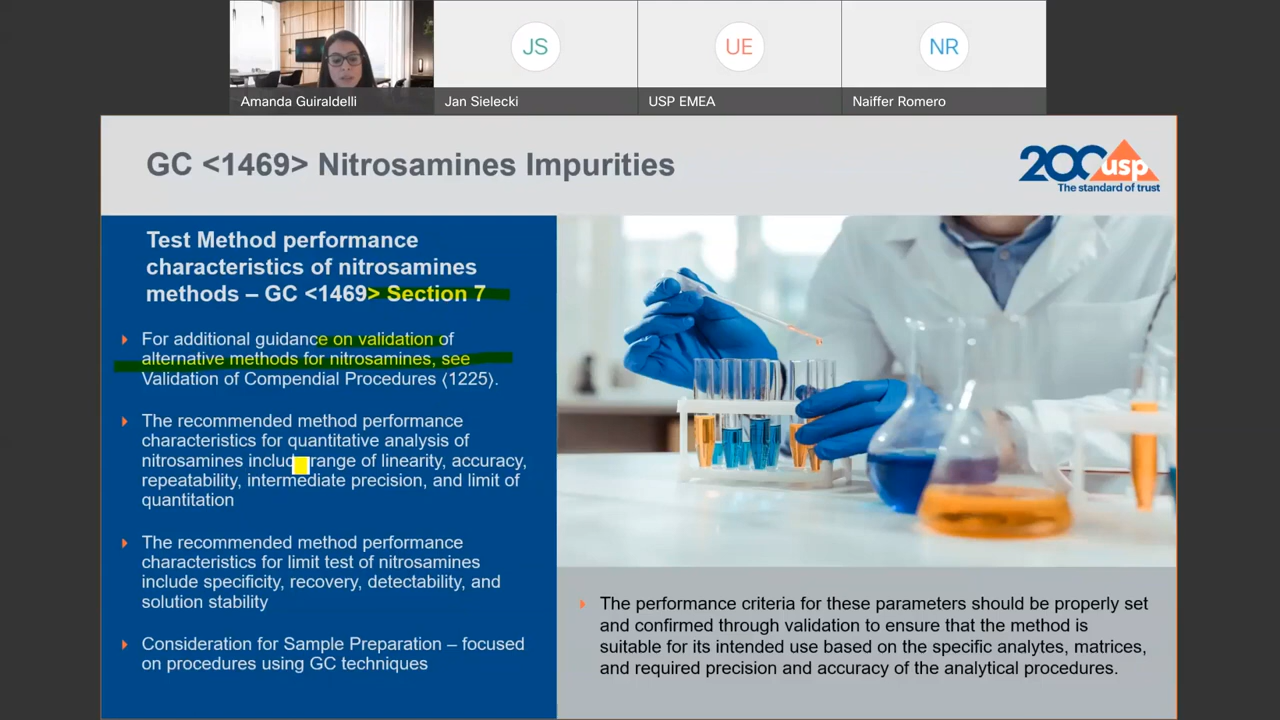 JS
UE
NR
Amanda Guiraldelli
Jan Sielecki
USP EMEA
Naiffer Romero
GC <1469> Nitrosamines Impurities
200 usp
The standard of trust
Test Method performance
characteristics of nitrosamines
methods – GC <1469> Section 7
For additional guidance on validation of
alternative methods for nitrosamines, see
Validation of Compendial Procedures ⟨1225⟩.
The recommended method performance
characteristics for quantitative analysis of
nitrosamines includ range of linearity, accuracy,
repeatability, intermediate precision, and limit of
quantitation
The recommended method performance
characteristics for limit test of nitrosamines
include specificity, recovery, detectability, and
solution stability
Consideration for Sample Preparation – focused
on procedures using GC techniques
The performance criteria for these parameters should be properly set
and confirmed through validation to ensure that the method is
suitable for its intended use based on the specific analytes, matrices,
and required precision and accuracy of the analytical procedures.